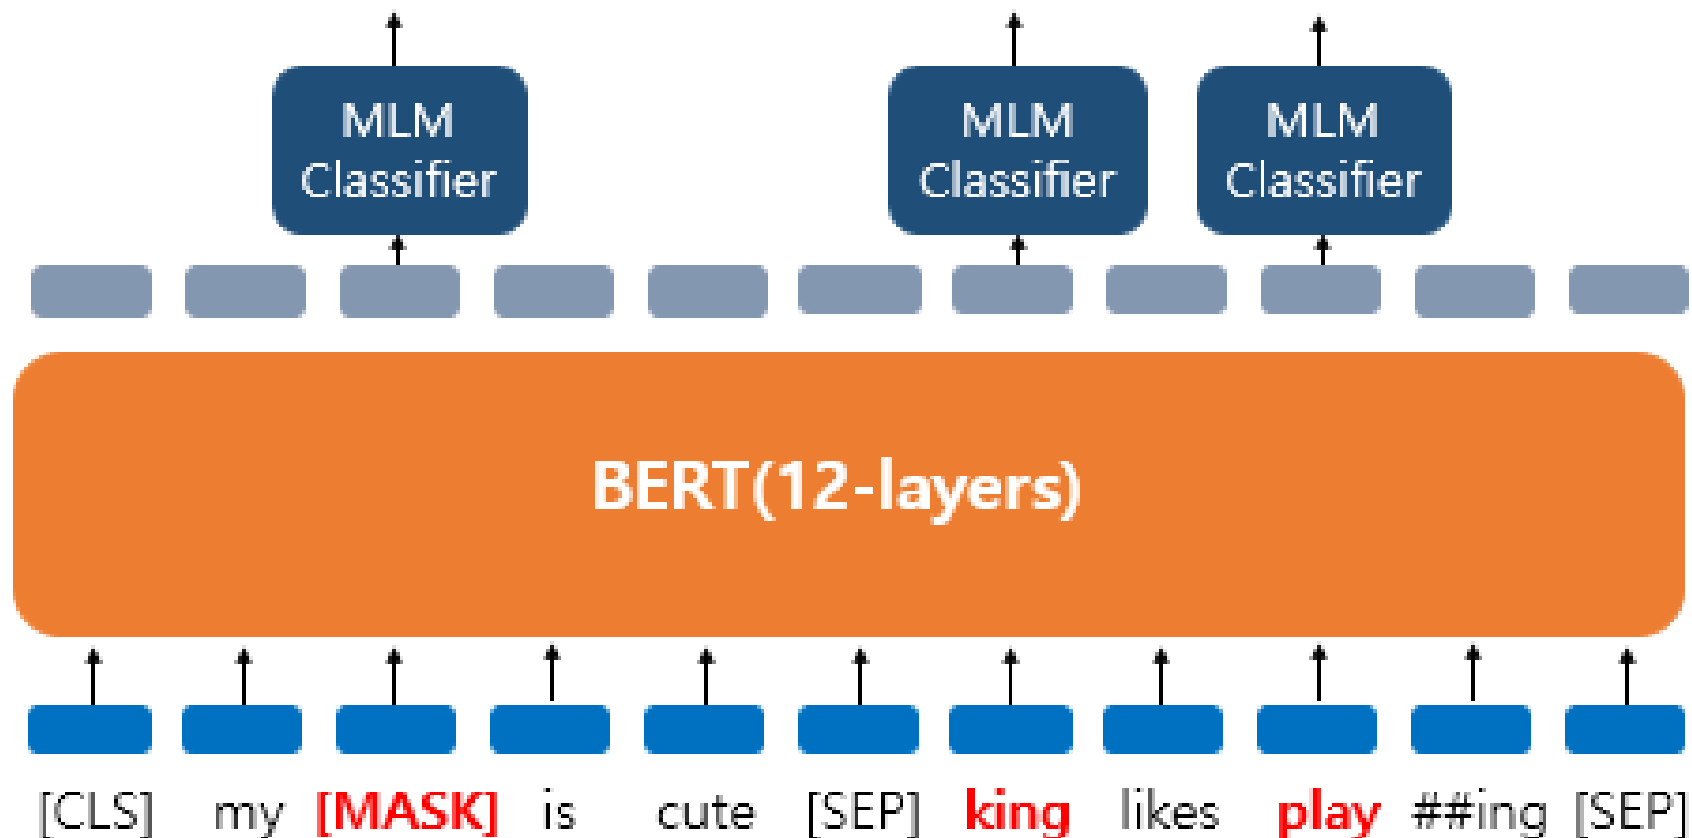 MLM
Classifier
MLM
Classifier
MLM
Classifier
BERT(12-layers)
[CLS] my [MASK] is cute [SEP] king likes play ##ing [SEP]